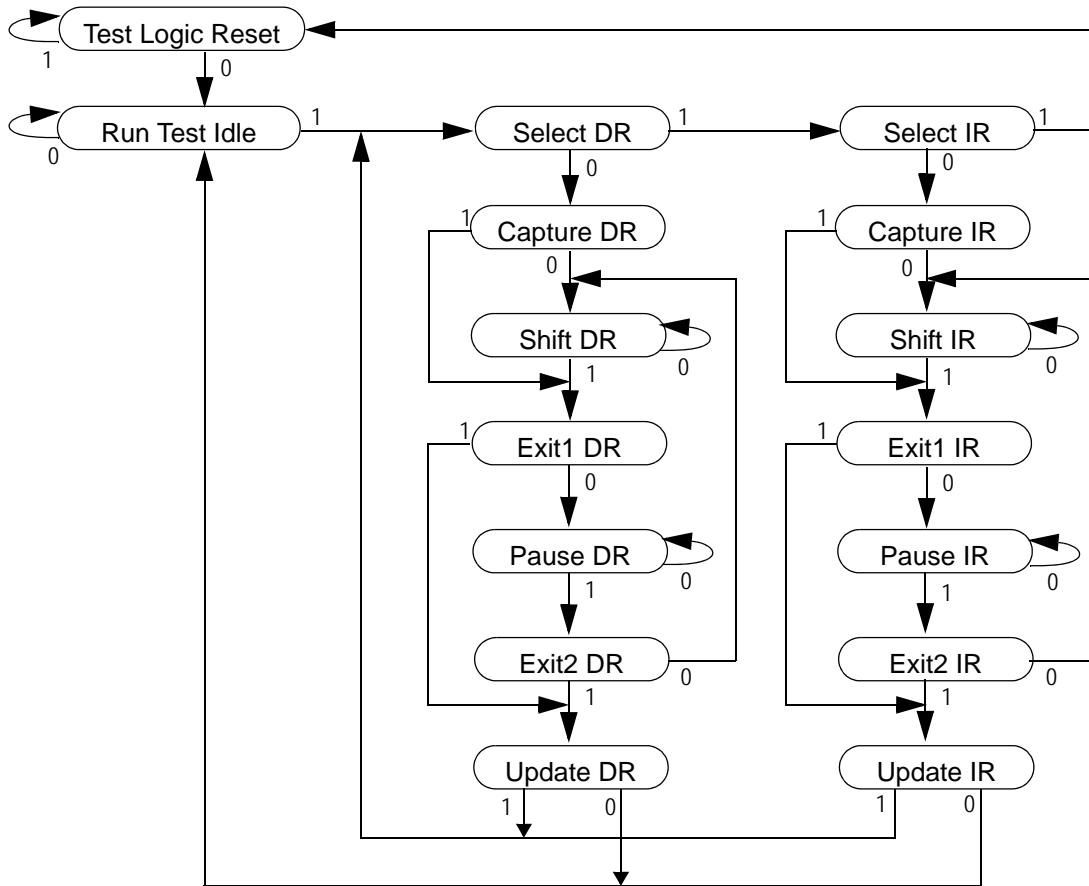 Test Logic Reset
1
0
Run Test Idle
1
0
Select DR
1
0
Select IR
1
0
1
Capture DR
0
1
Capture IR
0
Shift DR
0
1
Shift IR
0
1
1
Exit1 DR
0
1
Exit1 IR
0
Pause DR
0
1
Pause IR
0
1
Exit2 DR
0
1
Exit2 IR
0
1
Update DR
1
0
Update IR
1
0